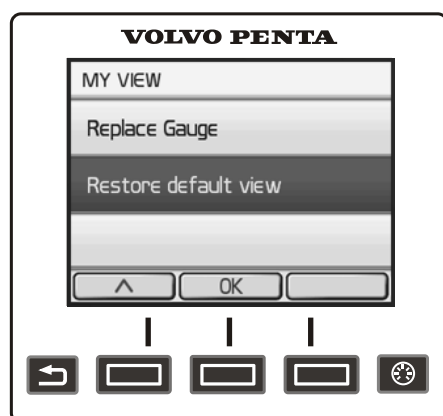 VOLVO PENTA
MY VIEW
Replace Gauge
Restore default view
OK